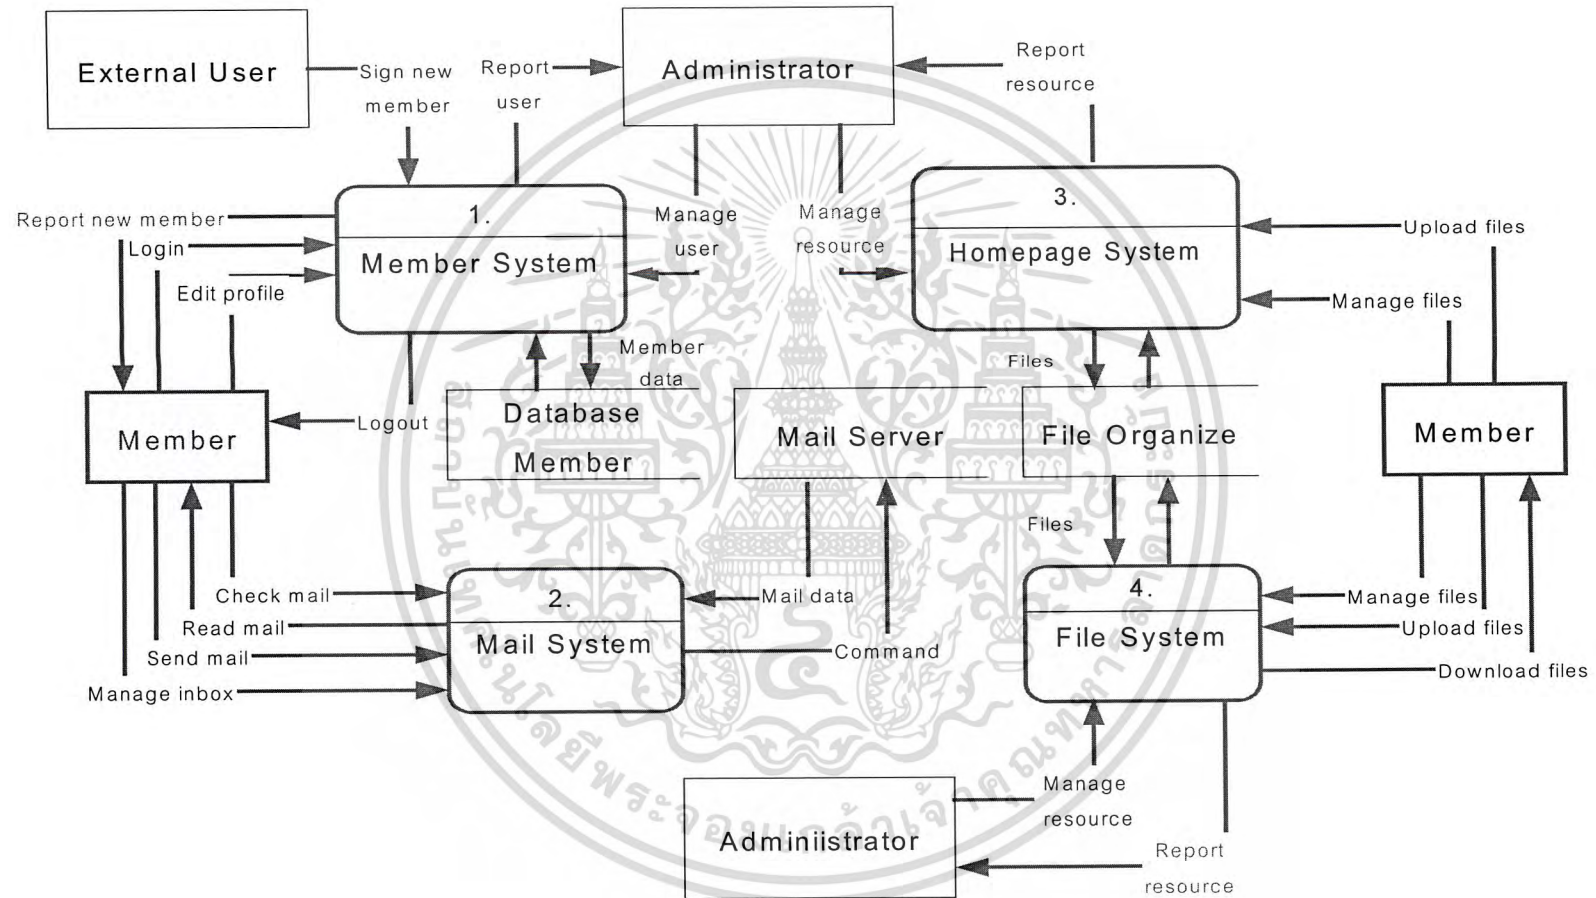 External User
Sign new
member
Report
user
Administrator
Report
resource
1.
Member System
Manage
user
Manage
resource
3.
Homepage System
Report new member
Login
Edit profile
Upload files
Manage files
Member
data
Files
Logout
Member
Database
Member
Mail Server
File Organize
Member
Files
Check mail
Read mail
Send mail
Manage inbox
2.
Mail System
Mail data
Command
4.
File System
Manage files
Upload files
Download files
Manage
resource
Adminiistrator
Report
resource